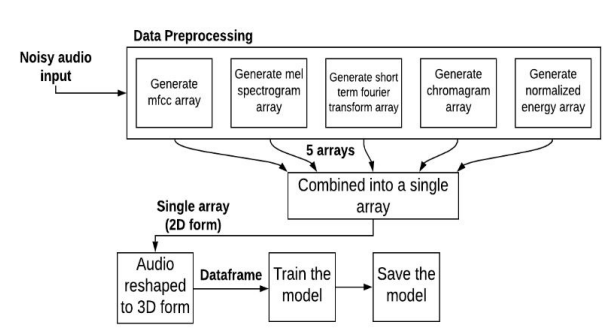 Data Preprocessing
Noisy audio
input
Generate
mfcc array
Generate mel
spectrogram
array
Generate short
term fourier
transform array
Generate
chromagram
array
Generate
normalized
energy array
5 arrays
Combined into a single
array
Single array
(2D form)
Audio
reshaped
to 3D form
Dataframe
Train the
model
Save the
model